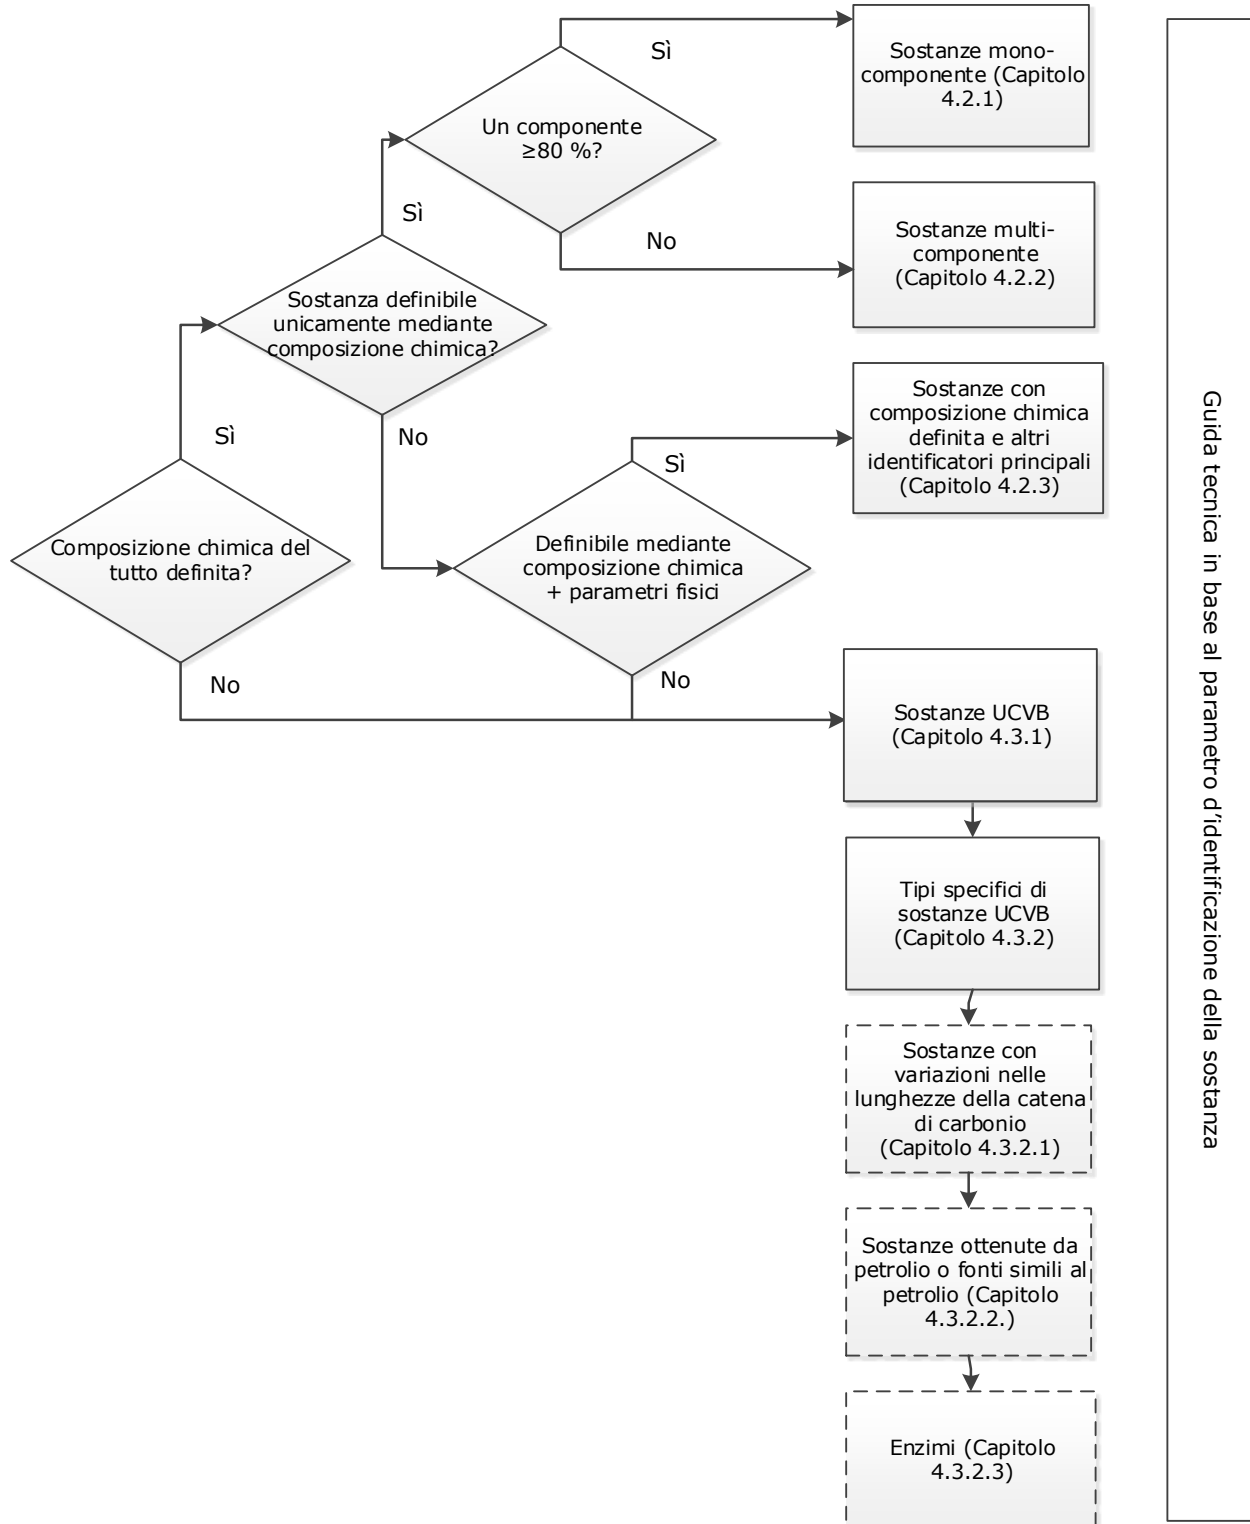 Sì
Sostanze mono-
componente (Capitolo
4.2.1)
Un componente
≥80 %?
Sì
No
Sostanze multi-
componente
(Capitolo 4.2.2)
Sostanza definibile
unicamente mediante
composizione chimica?
Sostanze con
composizione chimica
definita e altri
identificatori principali
(Capitolo 4.2.3)
Sì
No
Sì
Composizione chimica del
tutto definita?
Definibile mediante
composizione chimica
+ parametri fisici
No
No
Sostanze UCVB
(Capitolo 4.3.1)
Tipi specifici di
sostanze UCVB
(Capitolo 4.3.2)
Sostanze con
variazioni nelle
lunghezze della catena
di carbonio
(Capitolo 4.3.2.1)
Sostanze ottenute da
petrolio o fonti simili al
petrolio (Capitolo
4.3.2.2.)
Enzimi (Capitolo
4.3.2.3)
Guida tecnica in base al parametro d’identificazione della sostanza